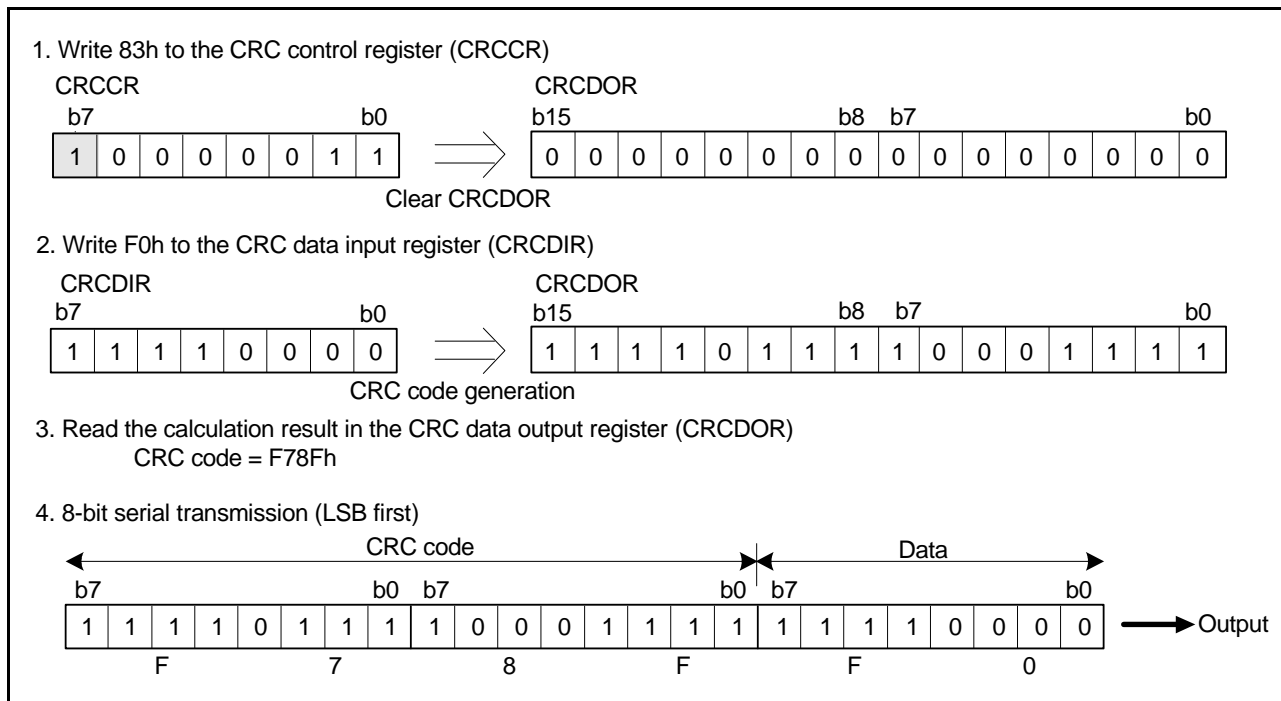 1. Write 83h to the CRC control register (CRCCR)
CRCCR CRCDOR
b7 b0 b15 b8 b7 b0
1 0 0 0 0 0 1 1 0 0 0 0 0 0 0 0 0 0 0 0 0 0 0 0
Clear CRCDOR
2. Write F0h to the CRC data input register (CRCDIR)
CRCDIR CRCDOR
b7 b0 b15 b8 b7 b0
1 1 1 1 0 0 0 0 1 1 1 1 0 1 1 1 1 0 0 0 1 1 1 1
CRC code generation
3. Read the calculation result in the CRC data output register (CRCDOR)
CRC code = F78Fh
4. 8-bit serial transmission (LSB first)
CRC code Data
b7 b0 b7 b0 b7 b0
1 1 1 1 0 1 1 1 1 0 0 0 1 1 1 1 1 1 1 1 0 0 0 0 Output
F 7 8 F F 0